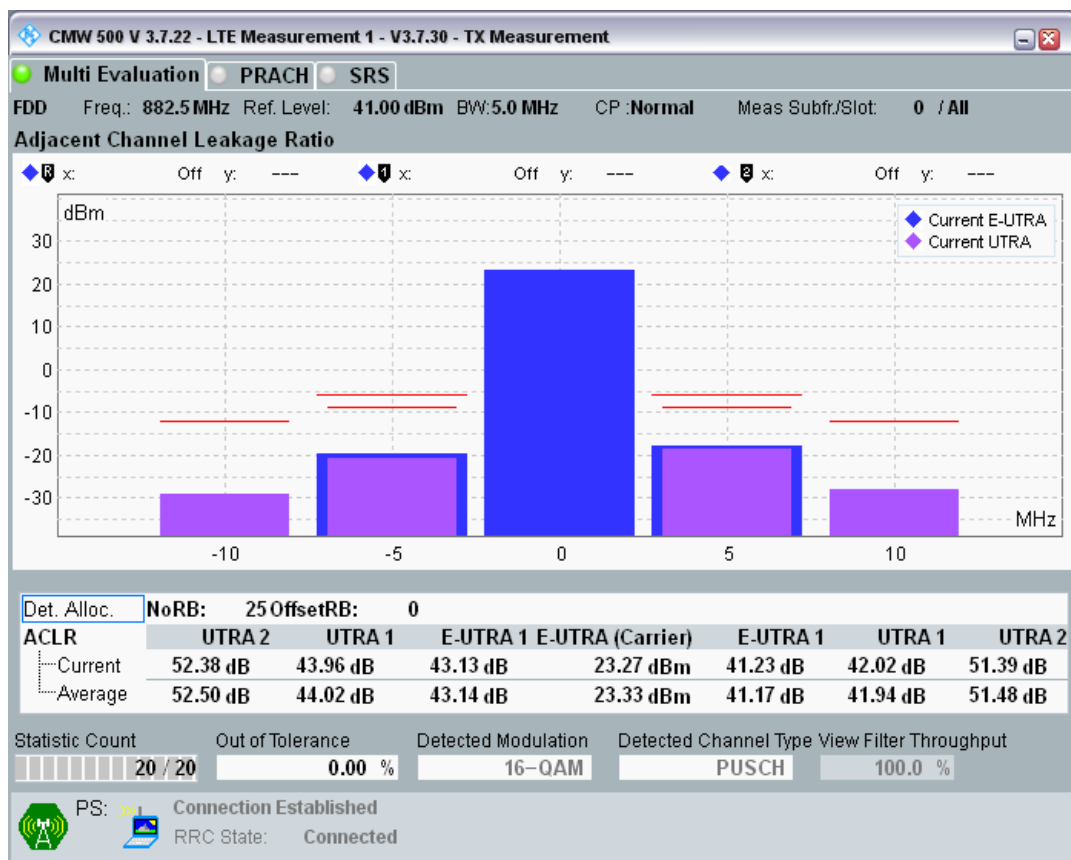 CMW 500 V 3.7.22 - LTE Measurement 1 - V3.7.30 - TX Measurement
Multi Evaluation PRACH SRS
FDD Freq.: 882.5 MHz Ref. Level: 41.00 dBm BW:5.0 MHz CP :Normal Meas Subfr./Slot: 0 / All
Adjacent Channel Leakage Ratio
R x: Off y: --- 1 x: Off y: --- 2 x: Off y: ---
dBm
Current E-UTRA
Current UTRA
30
20
10
0
-10
-20
-30
MHz
-10 -5 0 5 10
Det. Alloc. NoRB: 25 OffsetRB: 0
ACLR UTRA 2 UTRA 1 E-UTRA 1 E-UTRA (Carrier) E-UTRA 1 UTRA 1 UTRA 2
Current 52.38 dB 43.96 dB 43.13 dB 23.27 dBm 41.23 dB 42.02 dB 51.39 dB
Average 52.50 dB 44.02 dB 43.14 dB 23.33 dBm 41.17 dB 41.94 dB 51.48 dB
Statistic Count Out of Tolerance Detected Modulation Detected Channel Type View Filter Throughput
20 / 20 0.00 % 16-QAM PUSCH 100.0 %
PS: Connection Established
RRC State: Connected